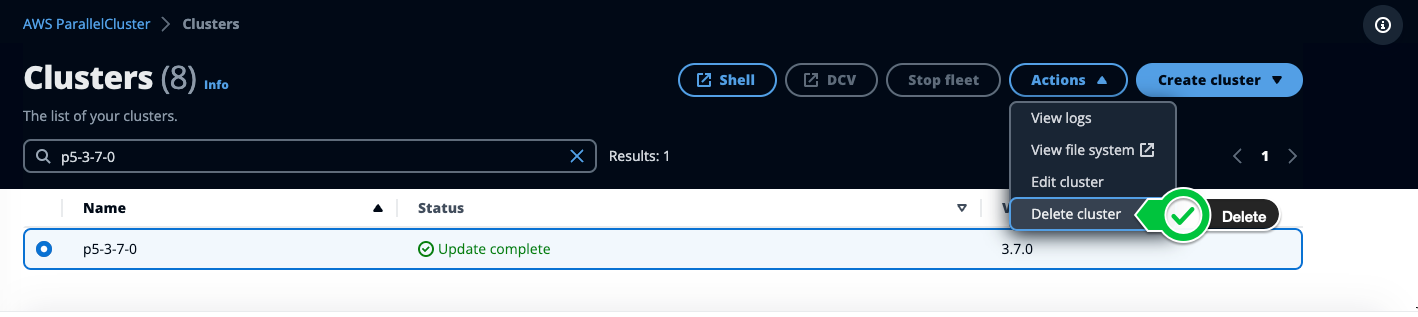 AWS ParallelCluster Clusters
Clusters (8) Info
Shell DCV Stop fleet Actions Create cluster
The list of your clusters.
View logs
p5-3-7-0 Results: 1
View file system 1
Edit cluster
Name Status V
Delete cluster Delete
p5-3-7-0 Update complete 3.7.0